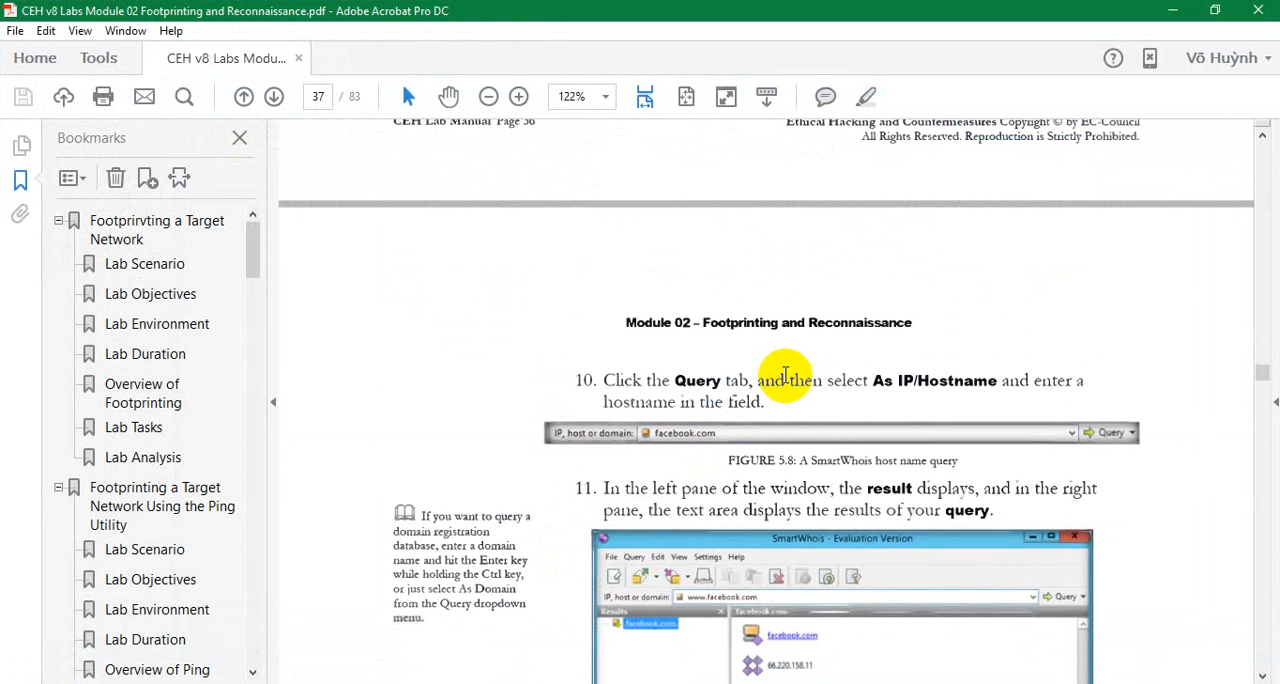 CEH v8 Labs Module 02 Footprinting and Reconnaissance.pdf - Adobe Acrobat Pro DC
File Edit View Window Help
Home Tools CEH v8 Labs Modu... × Võ Huỳnh
37 / 83 122%
Bookmarks
Footprirvting a Target
Network
Lab Scenario
Lab Objectives
Lab Environment
Lab Duration
Overview of
Footprinting
Lab Tasks
Lab Analysis
Footprinting a Target
Network Using the Ping
Utility
Lab Scenario
Lab Objectives
Lab Environment
Lab Duration
Overview of Ping
CEH Lab Manual Page 36
Ethical Hacking and Countermeasures Copyright © by EC-Council
All Rights Reserved. Reproduction is Strictly Prohibited.
Module 02 – Footprinting and Reconnaissance
10. Click the Query tab, and then select As IP/Hostname and enter a
hostname in the field.
IP, host or domain: facebook.com Query
FIGURE 5.8: A SmartWhois host name query
11. In the left pane of the window, the result displays, and in the right
pane, the text area displays the results of your query.
If you want to query a
domain registration
database, enter a domain
name and hit the Enter key
while holding the Ctrl key,
or just select As Domain
from the Query dropdown
menu.
SmartWhois - Evaluation Version
File Query Edit View Settings Help
IP, host or domain: www.facebook.com Query
Results
facebook.com
facebook.com
facebook.com
66.220.158.11